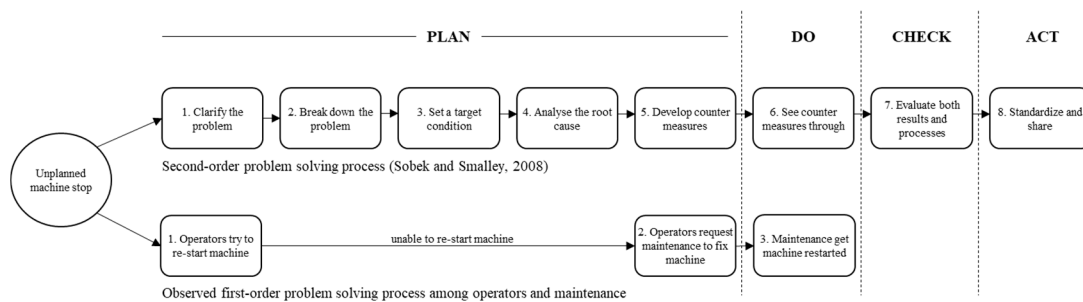 PLAN
DO
CHECK
ACT
1. Clarify the
problem
2. Break down the
problem
3. Set a target
condition
4. Analyse the root
cause
5. Develop counter
measures
6. See counter
measures through
7. Evaluate both
results and
processes
8. Standardize and
share
Second-order problem solving process (Sobek and Smalley, 2008)
Unplanned
machine stop
1. Operators try to
re-start machine
unable to re-start machine
2. Operators request
maintenance to fix
machine
3. Maintenance get
machine restarted
Observed first-order problem solving process among operators and maintenance